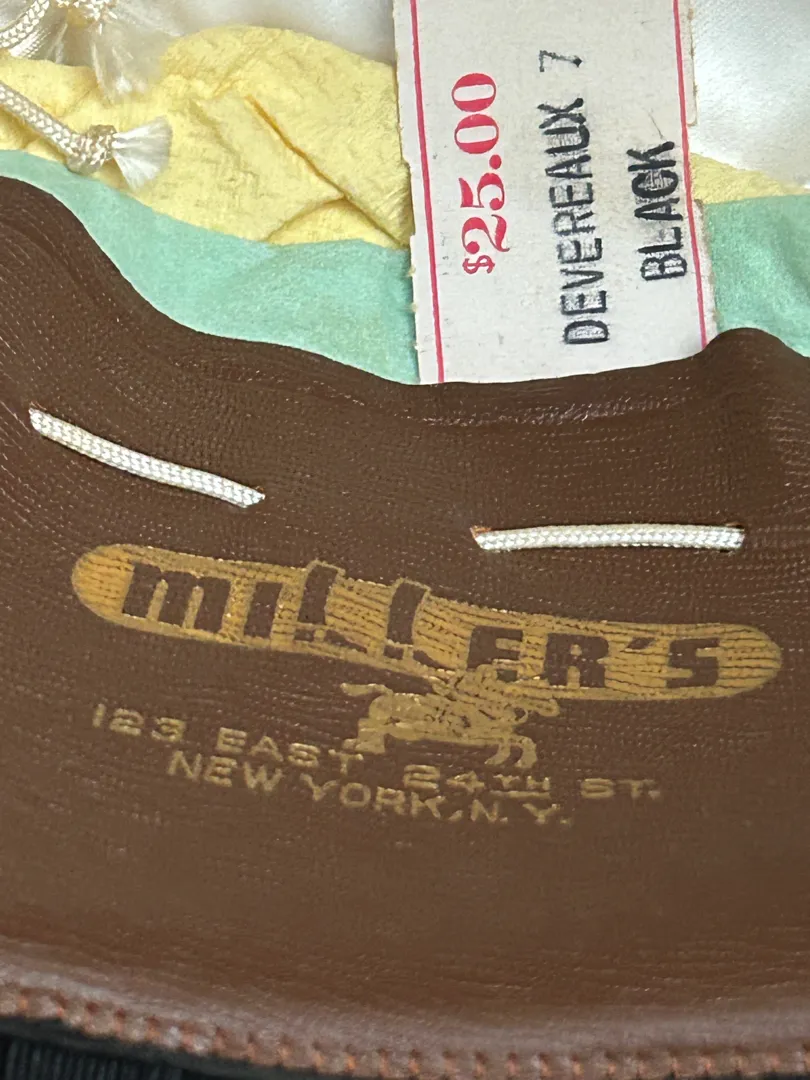 $25.00
DEVEREAUX 7
BLACK
MILLER'S
123 EAST 24TH ST.
NEW YORK, N.Y.